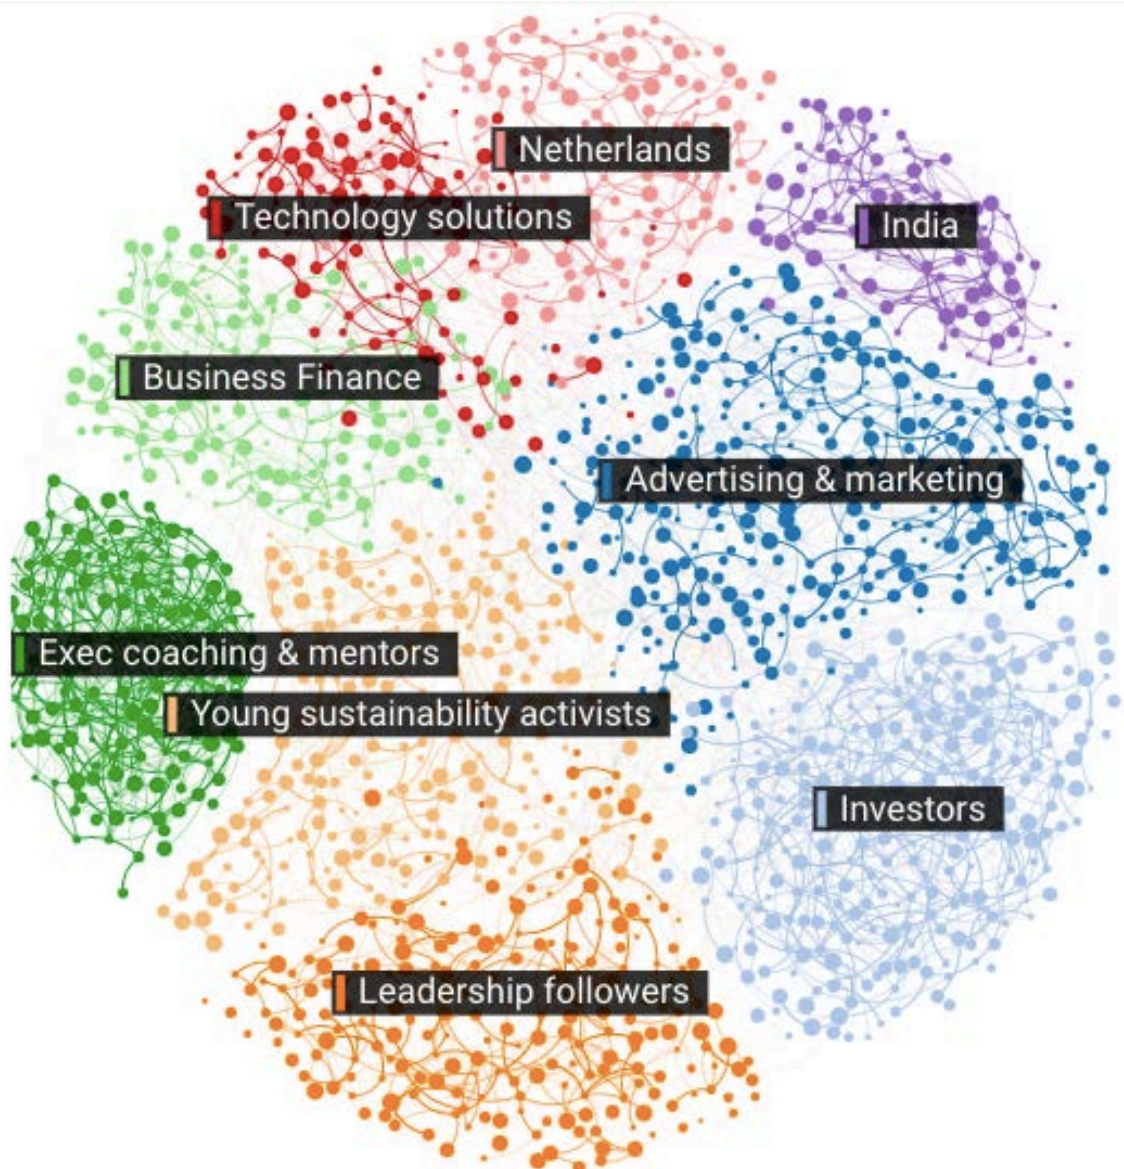 Netherlands
Technology solutions
India
Business Finance
Advertising & marketing
Exec coaching & mentors
Young sustainability activists
Investors
Leadership followers